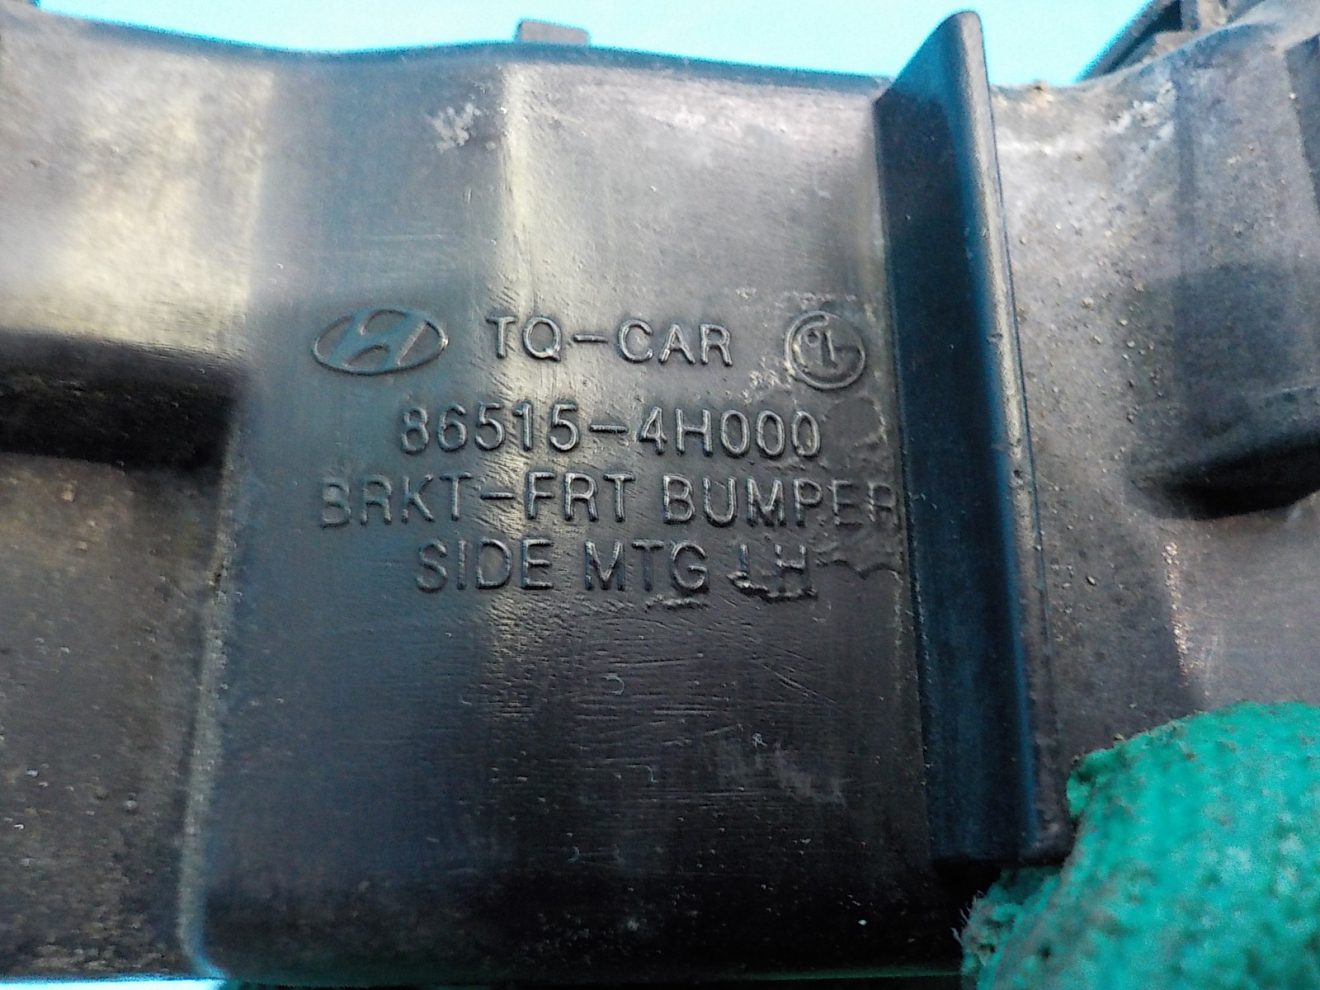 TQ-CAR
86515-4H000
BRKT-FRT BUMPER
SIDE MTG LH